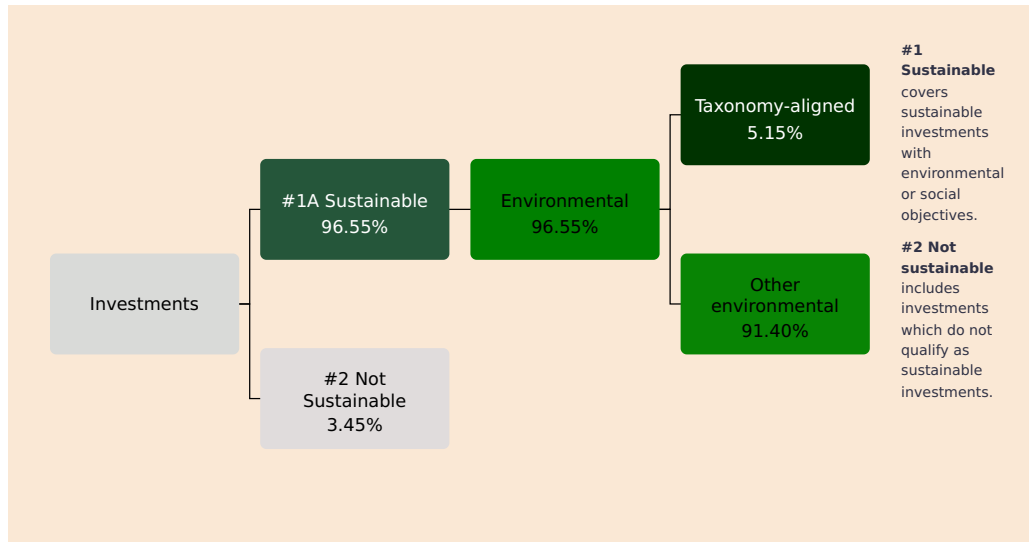 Investments
#1A Sustainable
96.55%
#2 Not
Sustainable
3.45%
Environmental
96.55%
Taxonomy-aligned
5.15%
Other
environmental
91.40%
#1
Sustainable
covers
sustainable
investments
with
environmental
or social
objectives.
#2 Not
sustainable
includes
investments
which do not
qualify as
sustainable
investments.